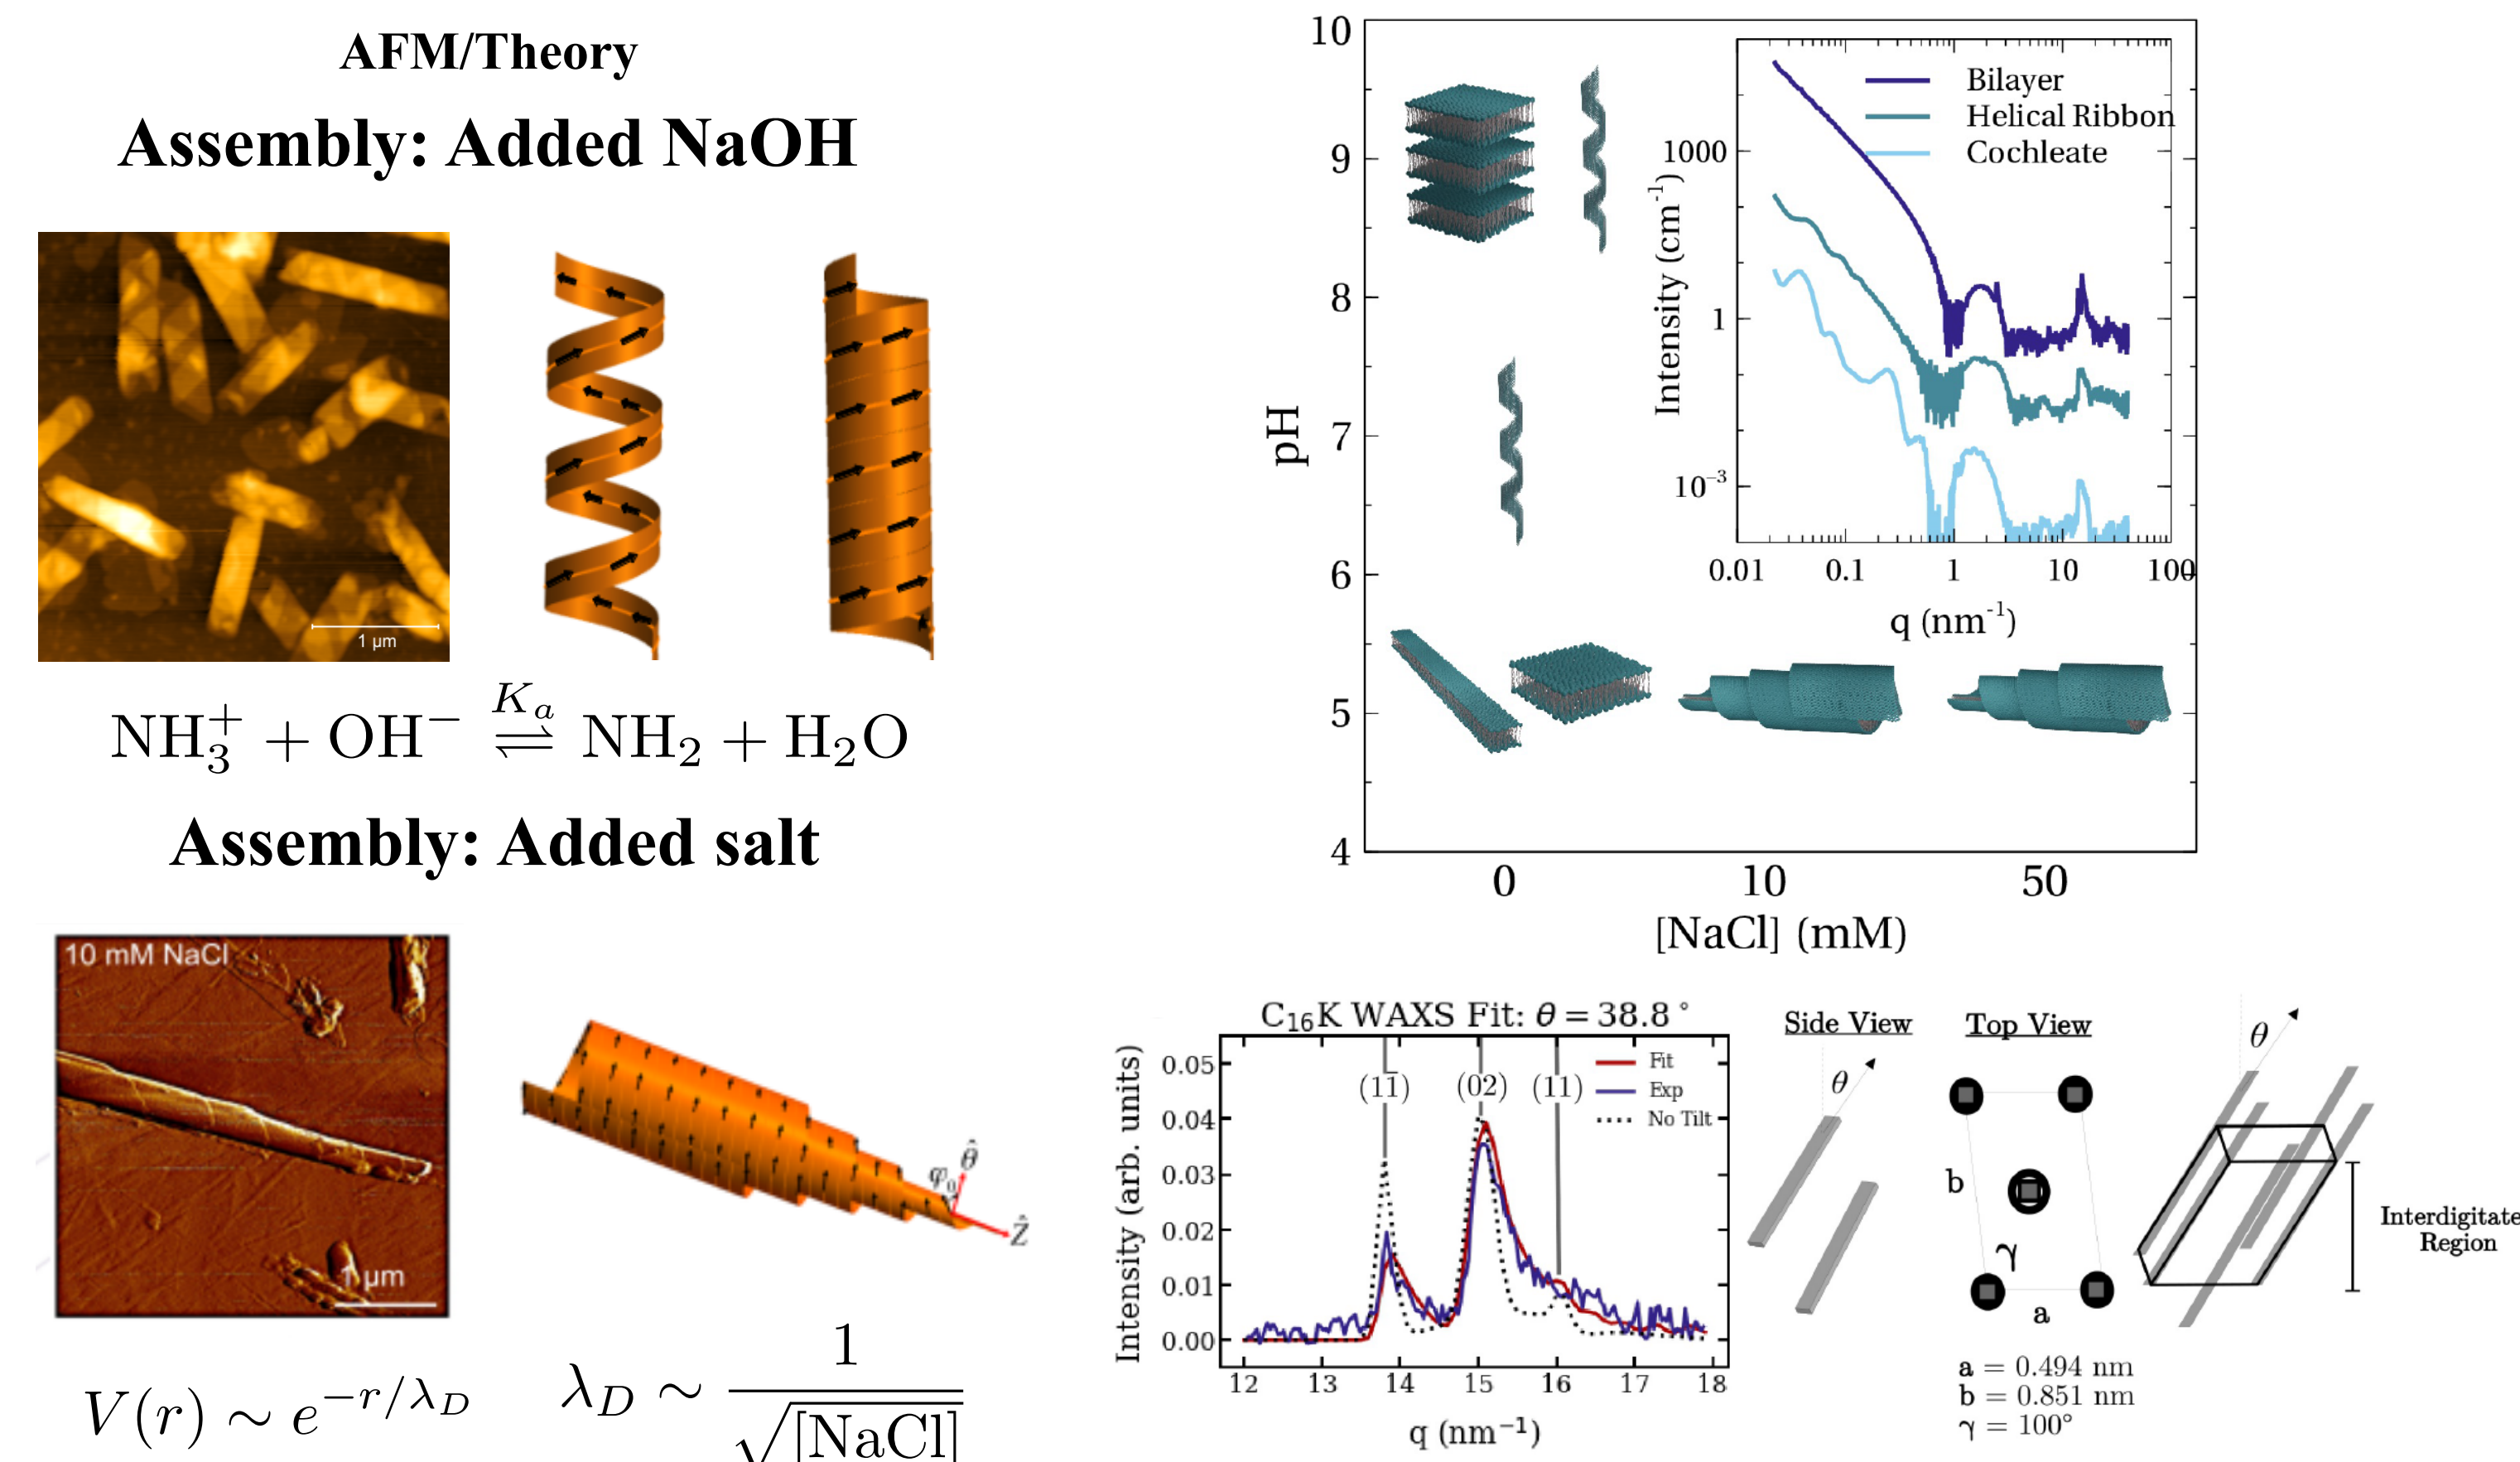 AFM/Theory
Assembly: Added NaOH
1 µm
NH₃⁺ + OH⁻ ⇌ NH₂ + H₂O
Kₐ
Assembly: Added salt
10 mM NaCl
1 µm
φ₀
θ̂
Ẑ
V(r) ∼ e^{−r/λ_D}
λ_D ∼ 1/√[NaCl]
10
9
8
7
6
5
4
pH
0
10
50
[NaCl] (mM)
Bilayer
Helical Ribbon
Cochleate
1000
1
10⁻³
Intensity (cm⁻¹)
0.01
0.1
1
10
100
q (nm⁻¹)
C₁₆K WAXS Fit: θ = 38.8 °
0.05
0.04
0.03
0.02
0.01
0.00
Intensity (arb. units)
(11̄)
(02)
(11)
Fit
Exp
No Tilt
12
13
14
15
16
17
18
q (nm⁻¹)
Side View
θ
Top View
b
γ
a
a = 0.494 nm
b = 0.851 nm
γ = 100°
θ
Interdigitate
Region